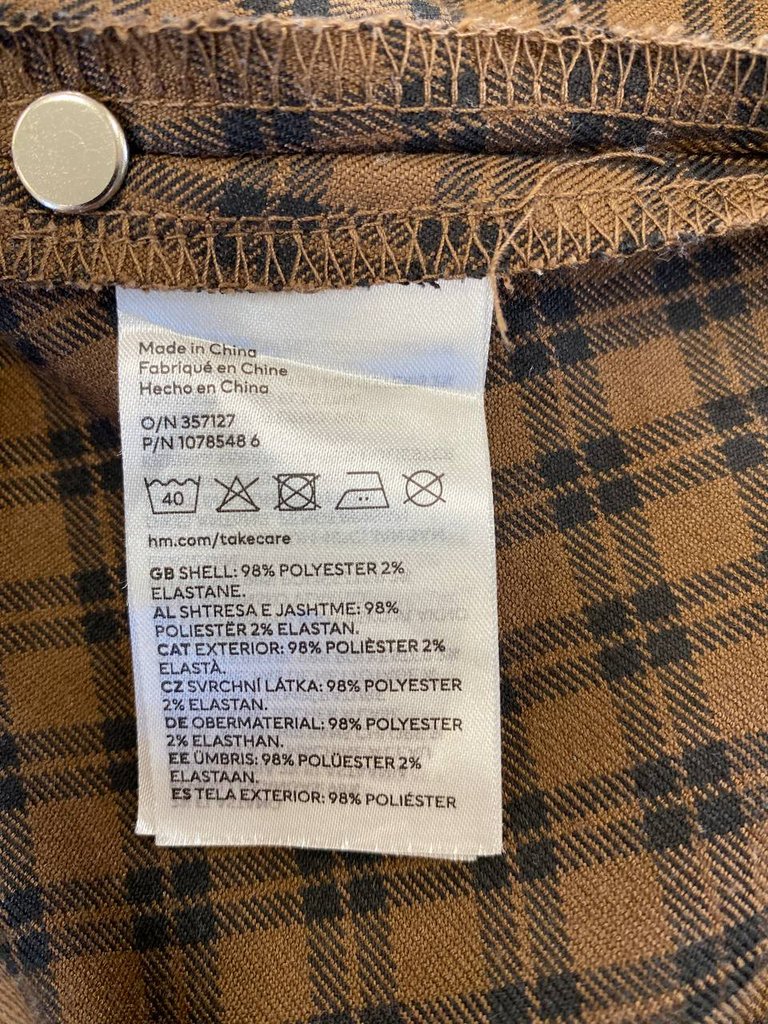 Made in China
Fabriqué en Chine
Hecho en China
O/N 357127
P/N 1078548 6
40
hm.com/takecare
GB SHELL: 98% POLYESTER 2%
ELASTANE.
AL SHTRESA E JASHTME: 98%
POLIESTËR 2% ELASTAN.
CAT EXTERIOR: 98% POLIÈSTER 2%
ELASTÀ.
CZ SVRCHNÍ LÁTKA: 98% POLYESTER
2% ELASTAN.
DE OBERMATERIAL: 98% POLYESTER
2% ELASTHAN.
EE ÜMBRIS: 98% POLÜESTER 2%
ELASTAAN.
ES TELA EXTERIOR: 98% POLIÉSTER